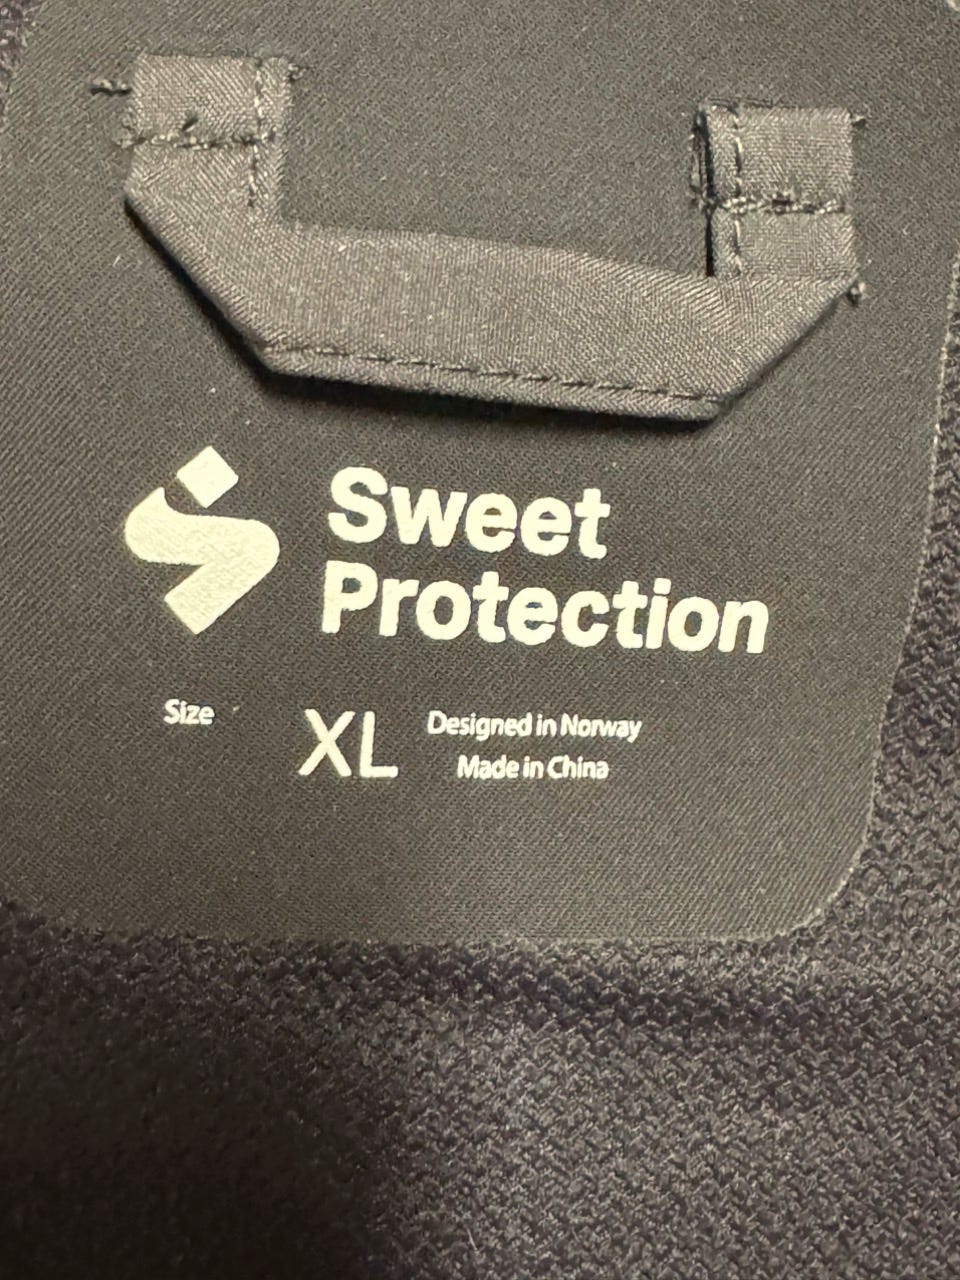 Sweet
Protection
Size
XL
Designed in Norway
Made in China